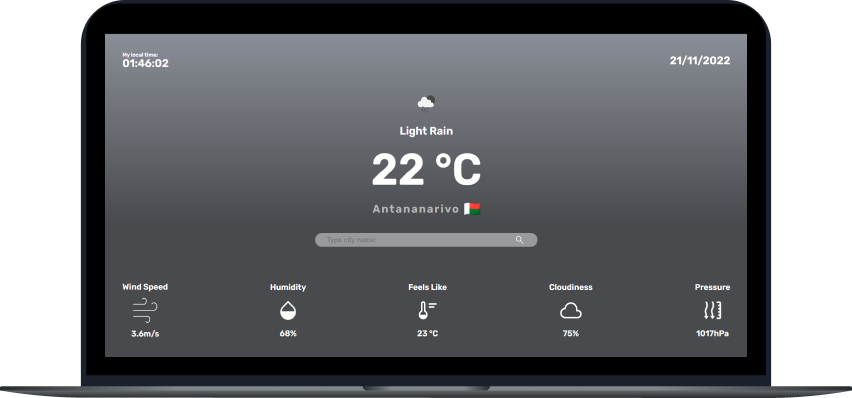 My local time:
01:46:02
21/11/2022
Light Rain
22 °C
Antananarivo
Type city name:
Wind Speed
Humidity
Feels Like
Cloudiness
Pressure
3.6m/s
68%
23 °C
75%
1017hPa